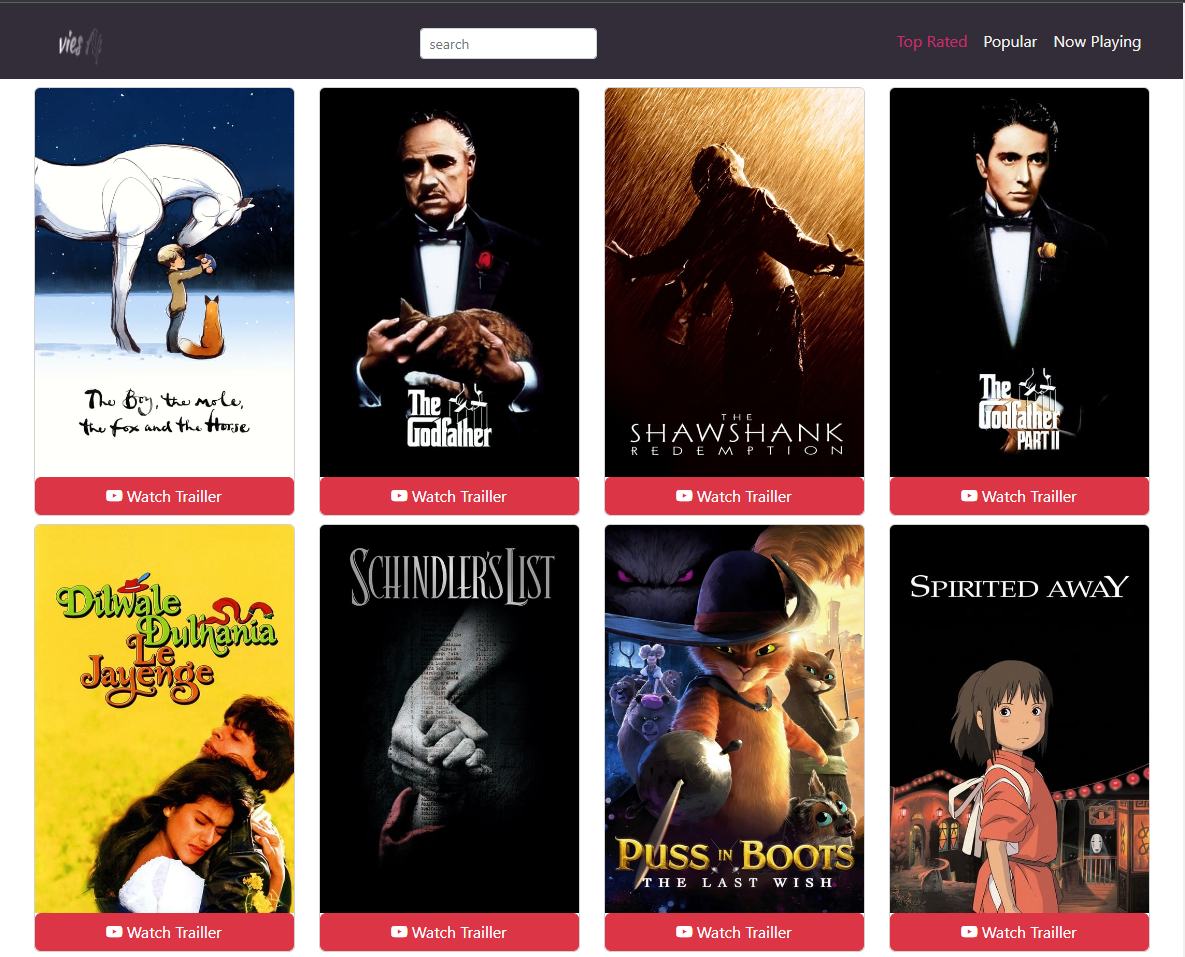 vies
search
Top Rated Popular Now Playing
The Boy, the mole,
the fox and the Horse
The
Godfather
THE
SHAWSHANK
REDEMPTION
The
Godfather
PART II
Watch Trailler
Watch Trailler
Watch Trailler
Watch Trailler
Dilwale
Dulhania
Le
Jayenge
SCHINDLER'S LIST
PUSS IN BOOTS
THE LAST WISH
SPIRITED AWAY
Watch Trailler
Watch Trailler
Watch Trailler
Watch Trailler